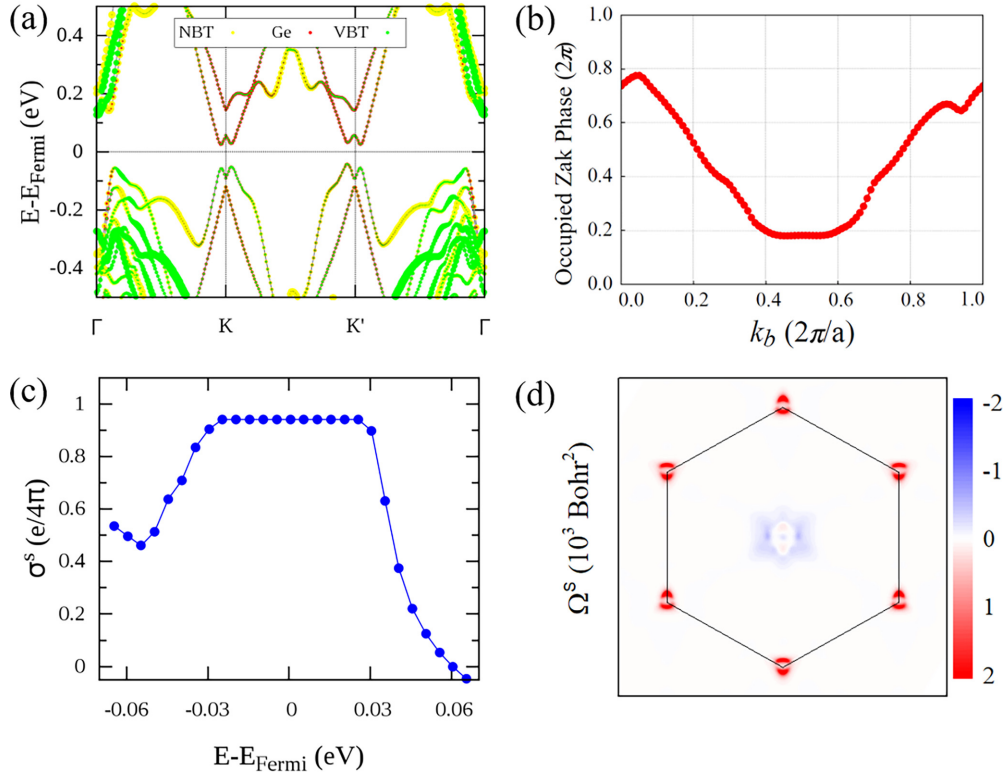 (a)
NBT Ge VBT
0.4
0.2
0
-0.2
-0.4
E-E_Fermi (eV)
Γ K K' Γ
(b)
1.0
0.8
0.6
0.4
0.2
0.0
Occupied Zak Phase (2π)
0.0 0.2 0.4 0.6 0.8 1.0
k_b (2π/a)
(c)
1
0.8
0.6
0.4
0.2
0
σ^s (e/4π)
-0.06 -0.03 0 0.03 0.06
E-E_Fermi (eV)
(d)
-2
-1
0
1
2
Ω^s (10^3 Bohr^2)